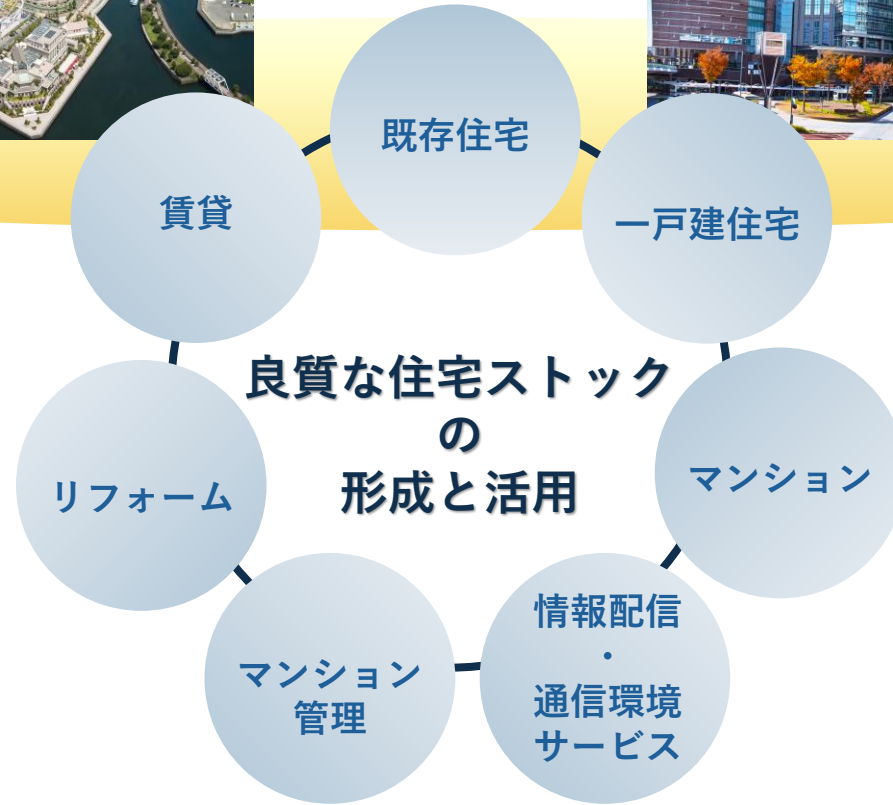 既存住宅
賃貸
一戸建住宅
良質な住宅ストック
の
形成と活用
マンション
リフォーム
情報配信
・
通信環境
サービス
マンション
管理